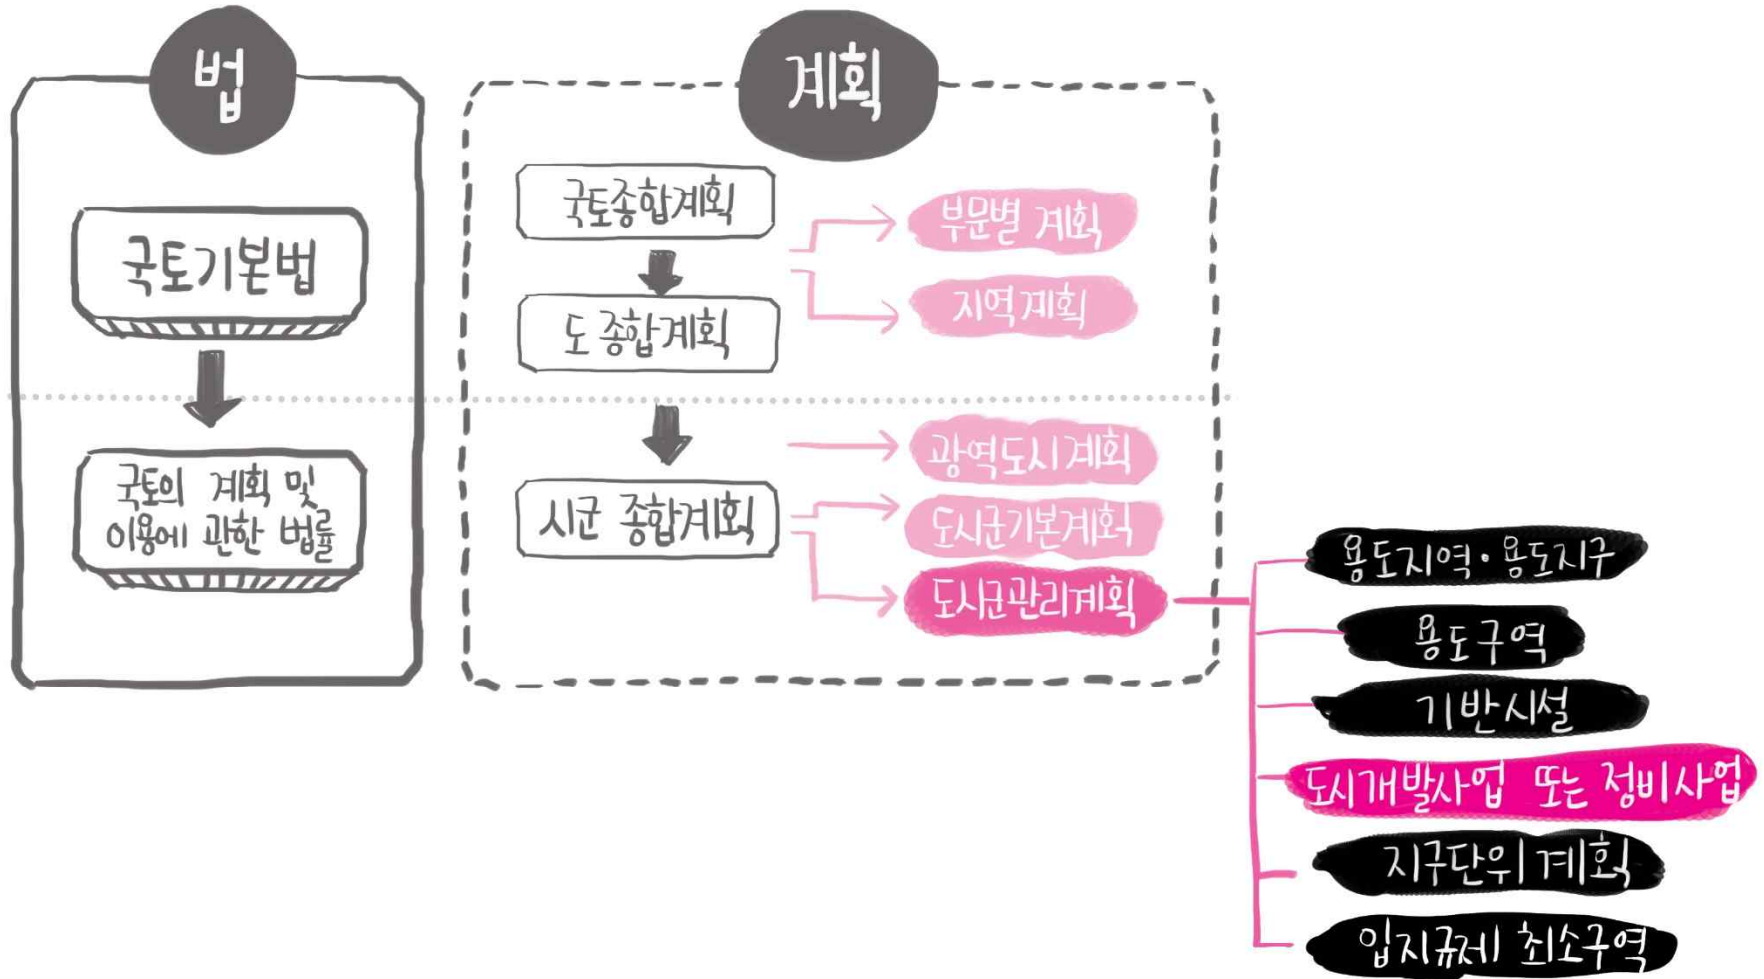 법
국토기본법
국토의 계획 및
이용에 관한 법률
계획
국토종합계획
도 종합계획
시군 종합계획
부문별 계획
지역계획
광역도시계획
도시군기본계획
도시군관리계획
용도지역·용도지구
용도구역
기반시설
도시개발사업 또는 정비사업
지구단위 계획
입지규제 최소구역